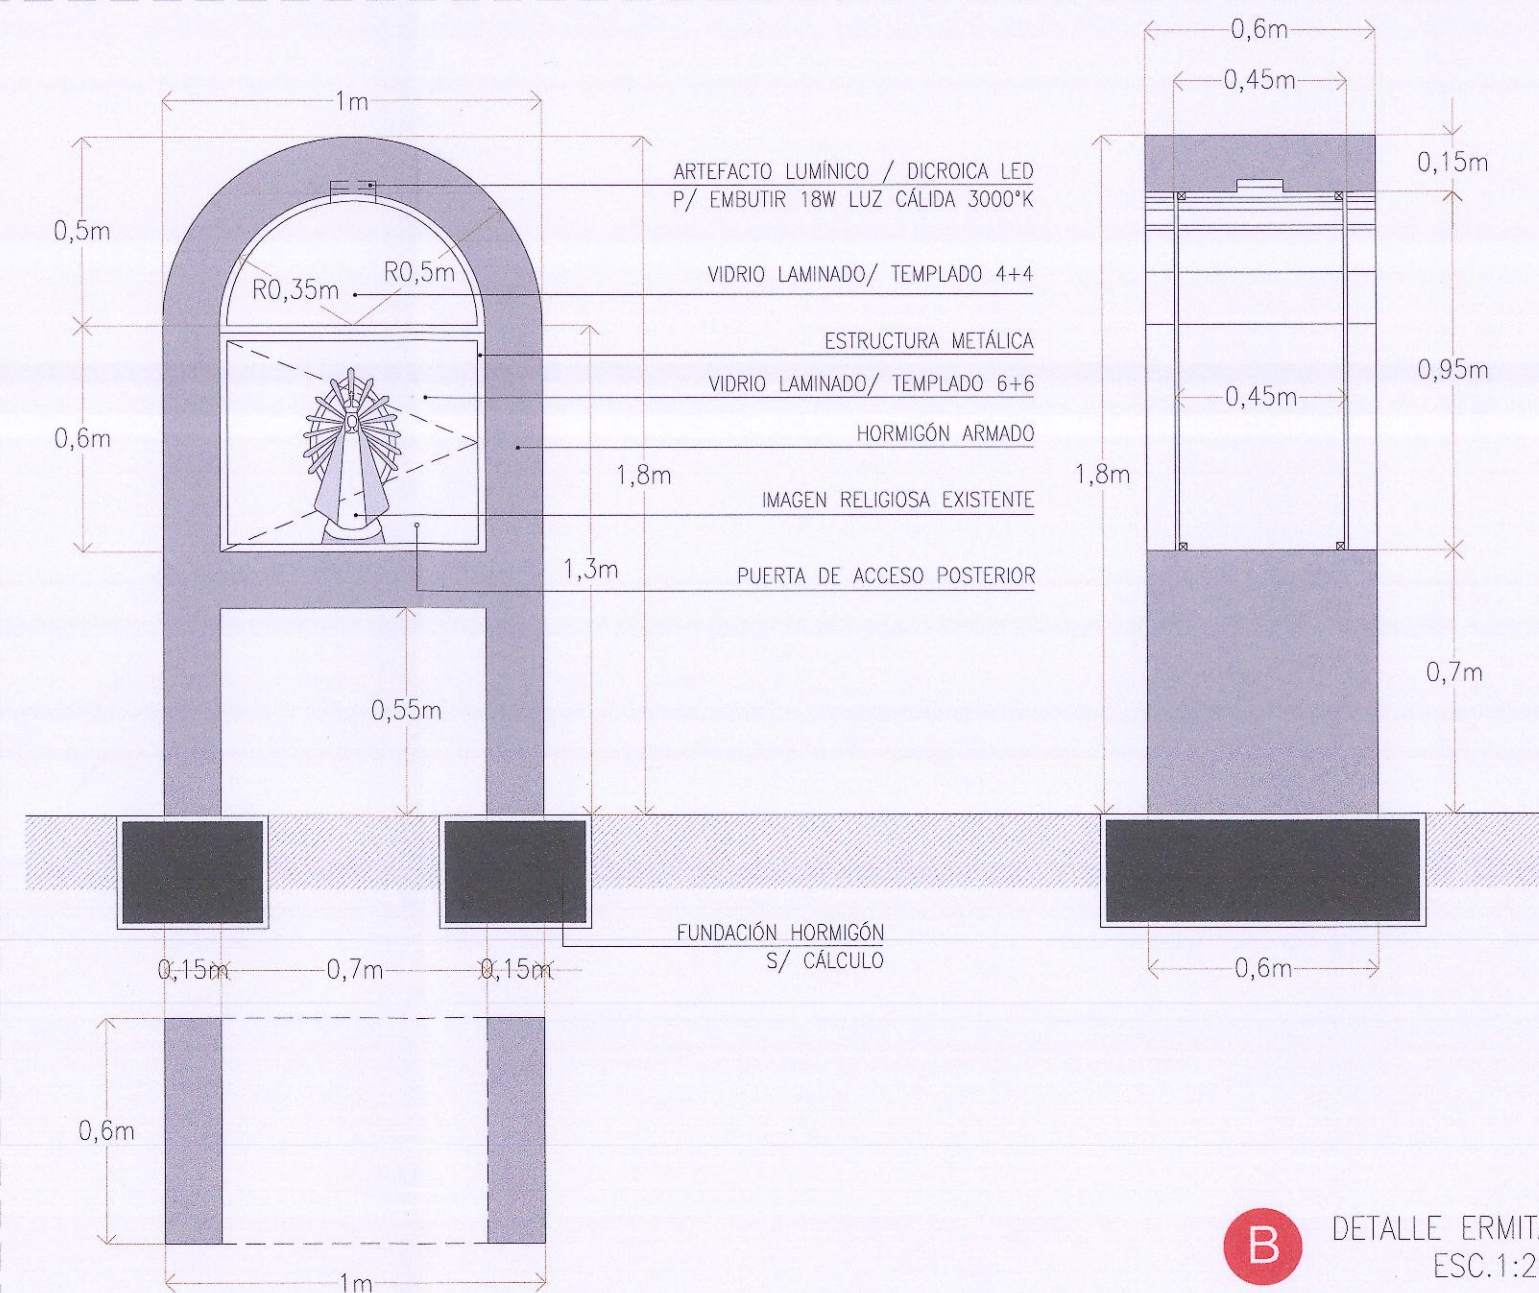 0,6m
0,45m
1m
0,15m
ARTEFACTO LUMÍNICO / DICROICA LED
P/ EMBUTIR 18W LUZ CÁLIDA 3000°K
0,5m
R0,5m
R0,35m
VIDRIO LAMINADO/ TEMPLADO 4+4
ESTRUCTURA METÁLICA
VIDRIO LAMINADO/ TEMPLADO 6+6
0,95m
0,45m
0,6m
HORMIGÓN ARMADO
1,8m
1,8m
IMAGEN RELIGIOSA EXISTENTE
1,3m
PUERTA DE ACCESO POSTERIOR
0,7m
0,55m
FUNDACIÓN HORMIGÓN
S/ CÁLCULO
0,15m
0,7m
0,15m
0,6m
0,6m
1m
B
DETALLE ERMIT
ESC.1:2